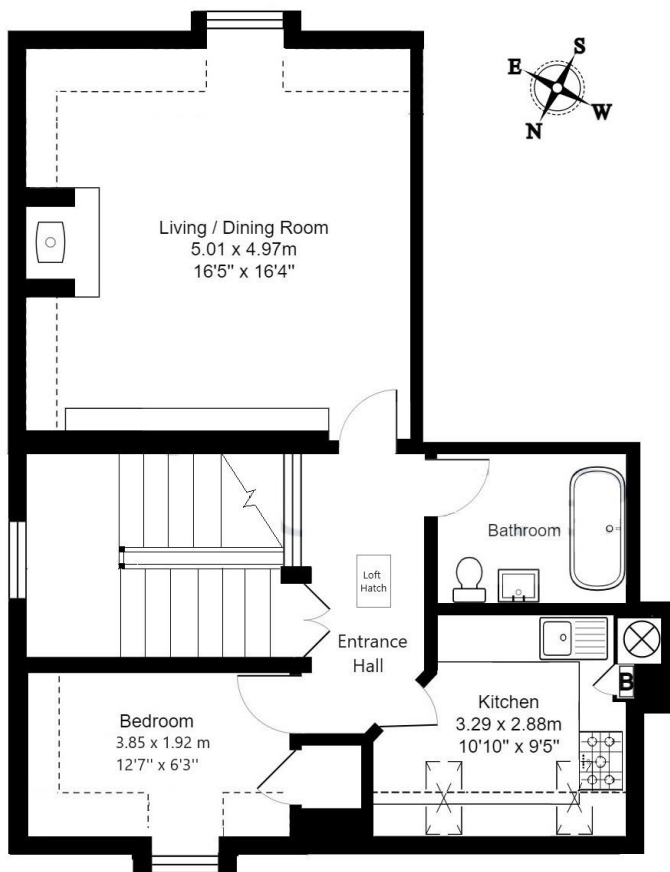 S
E
W
N
Living / Dining Room
5.01 x 4.97m
16'5" x 16'4"
Bathroom
Loft
Hatch
Entrance
Hall
B
Kitchen
3.29 x 2.88m
10'10" x 9'5"
Bedroom
3.85 x 1.92 m
12'7" x 6'3"